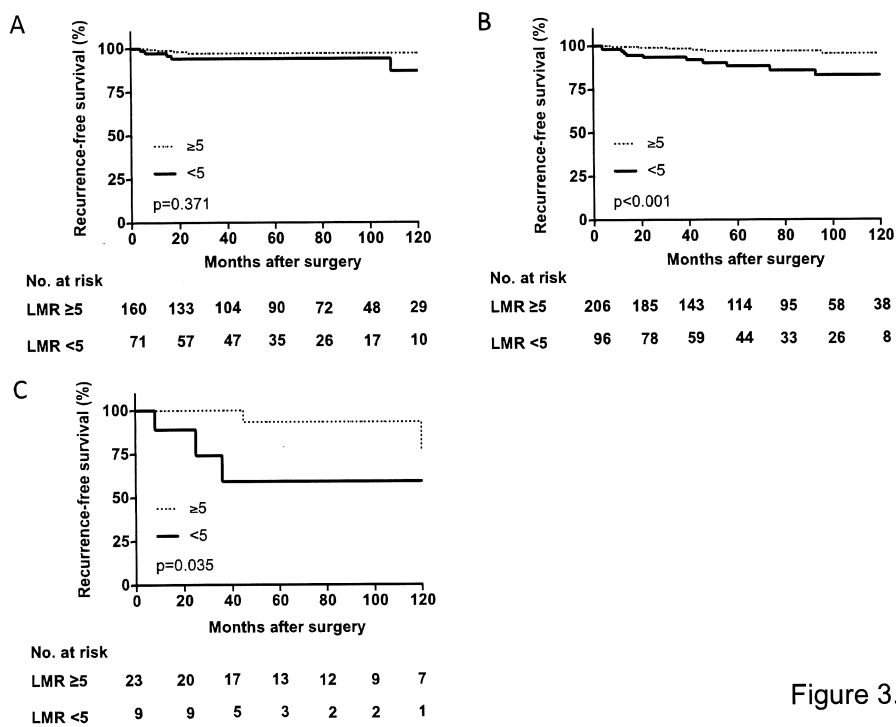 A
Recurrence-free survival (%)
100
75
50
25
0
≥5
<5
p=0.371
0 20 40 60 80 100 120
Months after surgery
No. at risk
LMR ≥5 160 133 104 90 72 48 29
LMR <5 71 57 47 35 26 17 10
B
Recurrence-free survival (%)
100
75
50
25
0
≥5
<5
p<0.001
0 20 40 60 80 100 120
Months after surgery
No. at risk
LMR ≥5 206 185 143 114 95 58 38
LMR <5 96 78 59 44 33 26 8
C
Recurrence-free survival (%)
100
75
50
25
0
≥5
<5
p=0.035
0 20 40 60 80 100 120
Months after surgery
No. at risk
LMR ≥5 23 20 17 13 12 9 7
LMR <5 9 9 5 3 2 2 1
Figure 3.